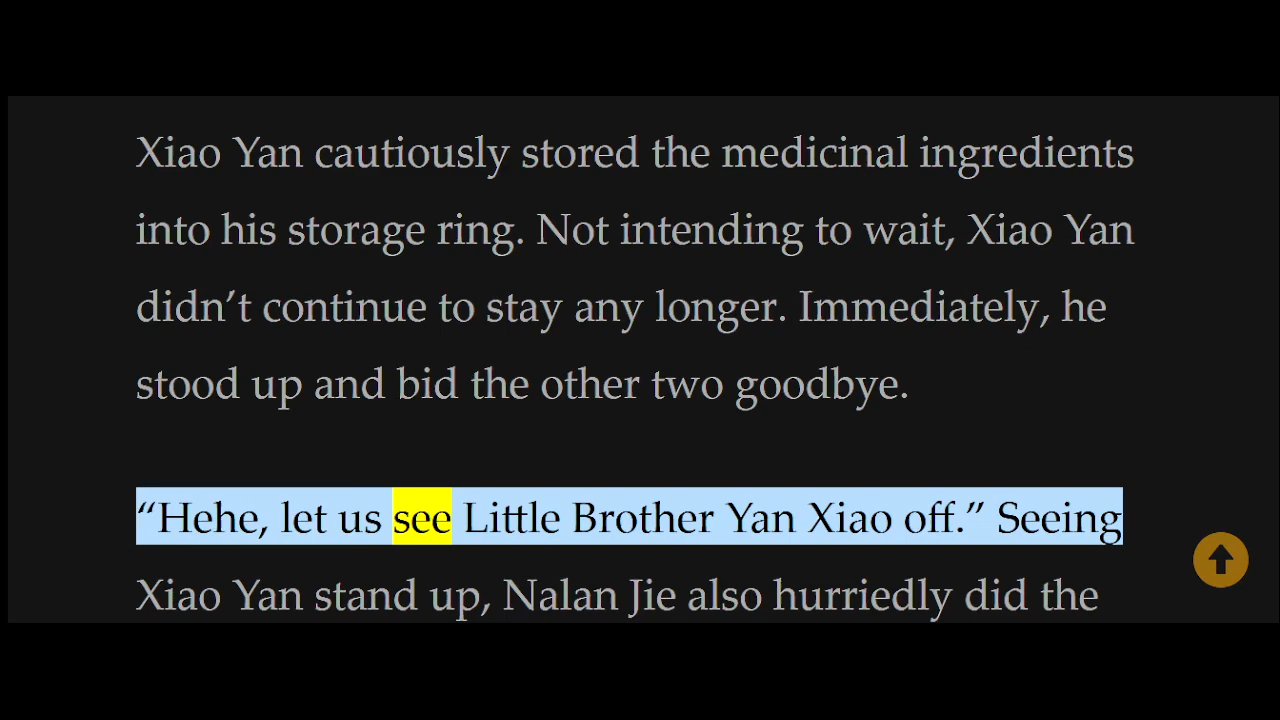 Xiao Yan cautiously stored the medicinal ingredients
into his storage ring. Not intending to wait, Xiao Yan
didn’t continue to stay any longer. Immediately, he
stood up and bid the other two goodbye.
“Hehe, let us see Little Brother Yan Xiao off.” Seeing
Xiao Yan stand up, Nalan Jie also hurriedly did the